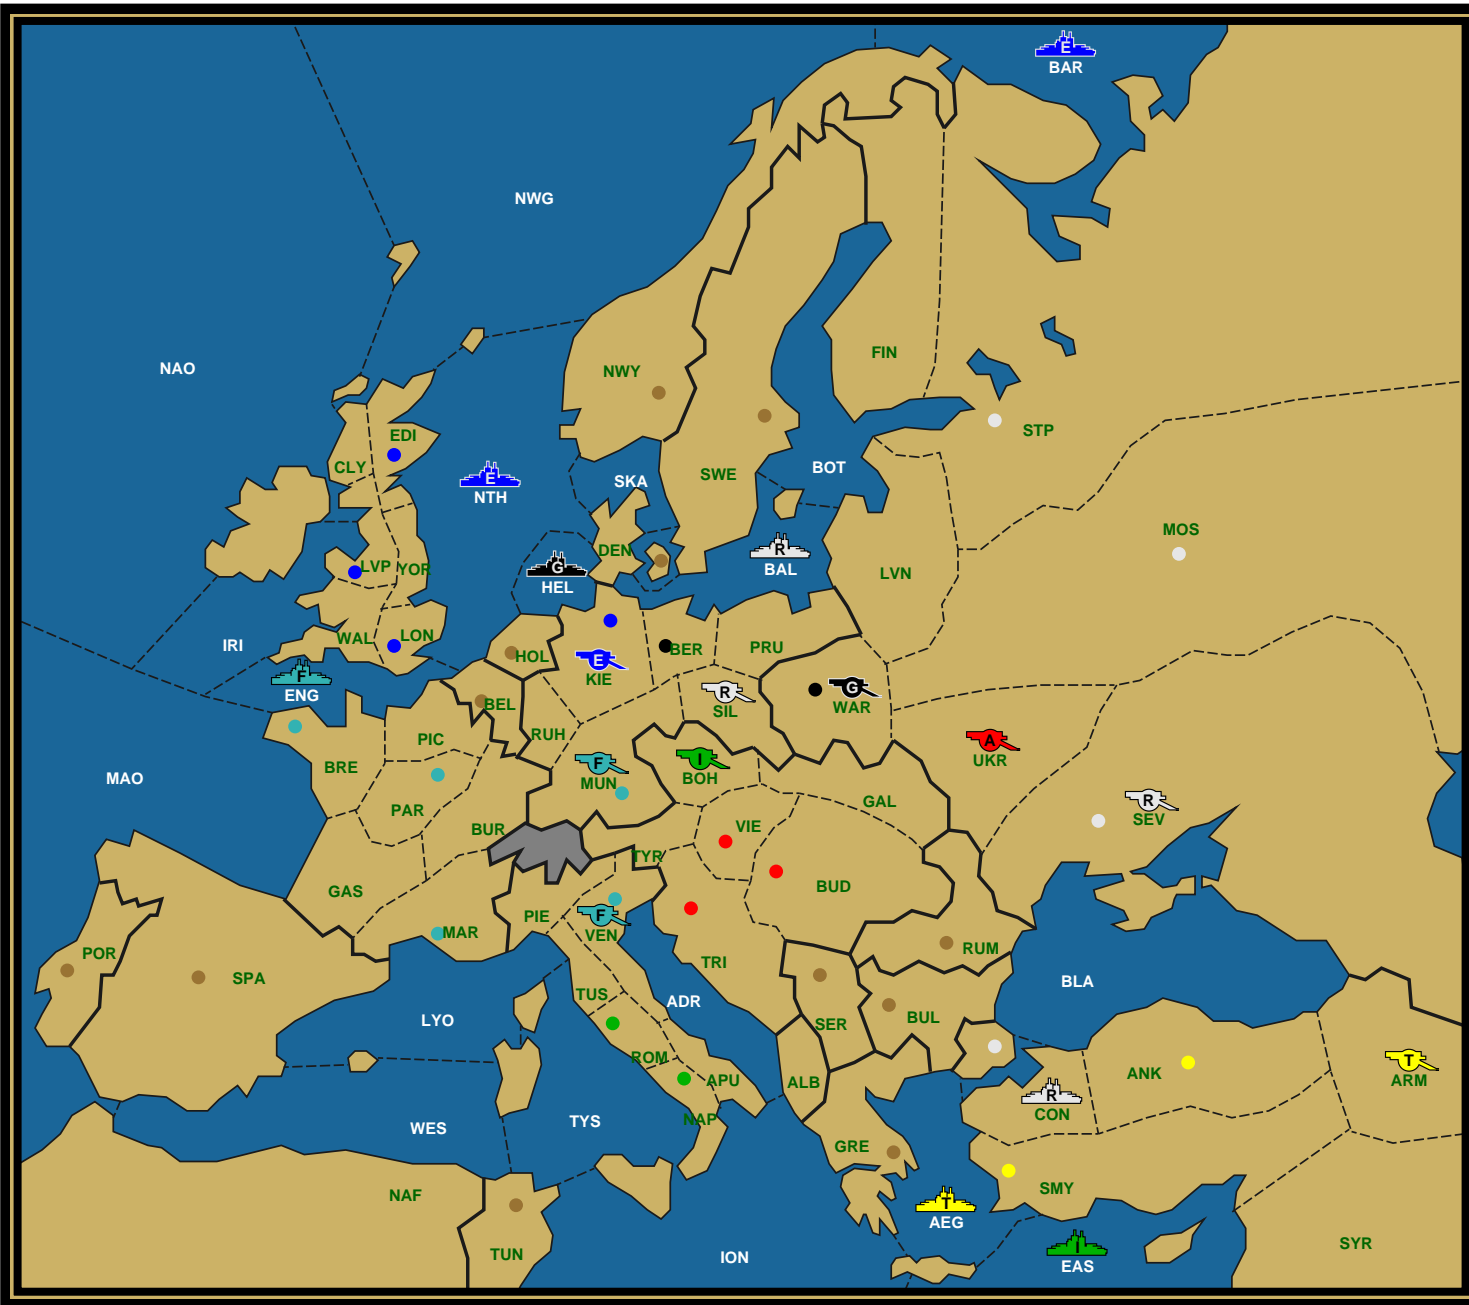 E
BAR
NWG
NAO
FIN
NWY
EDI
STP
CLY
SWE
BOT
SKA
E
NTH
MOS
DEN
R
BAL
G
HEL
LVP
YOR
LVN
IRI
WAL
LON
HOL
BER
PRU
F
ENG
E
KIE
R
SIL
G
WAR
BEL
RUH
PIC
A
UKR
BRE
F
MUN
I
BOH
MAO
PAR
GAL
R
SEV
BUR
VIE
TYR
BUD
GAS
PIE
F
VEN
MAR
RUM
POR
SPA
TRI
BLA
TUS
ADR
LYO
SER
BUL
ROM
ANK
T
ARM
APU
ALB
R
CON
NAP
TYS
WES
GRE
SMY
NAF
T
AEG
TUN
ION
I
EAS
SYR